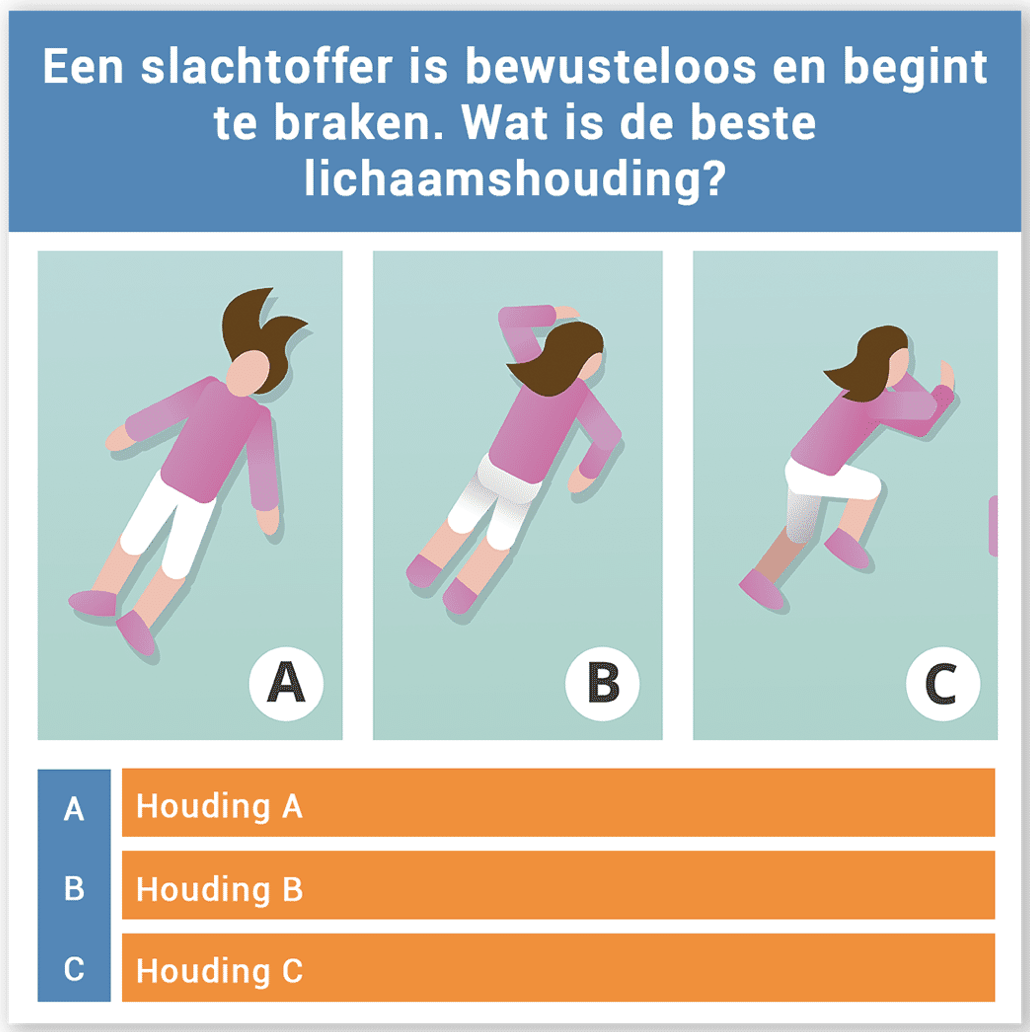 Een slachtoffer is bewusteloos en begint
te braken. Wat is de beste
lichaamshouding?
A
B
C
A
Houding A
B
Houding B
C
Houding C